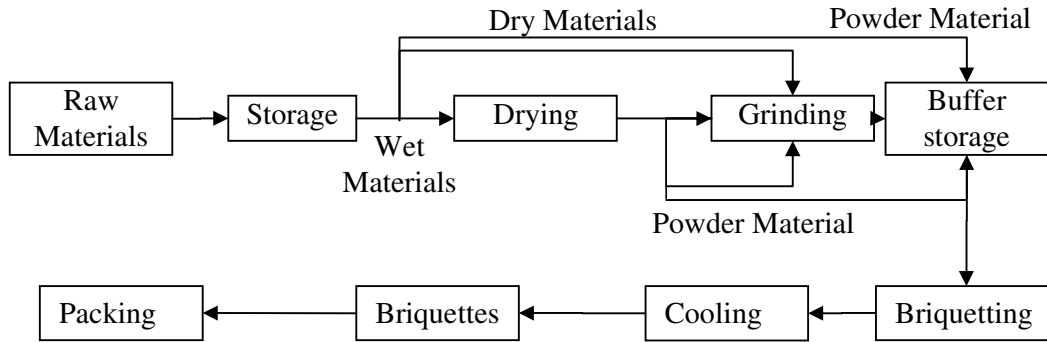 Dry Materials
Powder Material
Raw
Materials
Storage
Drying
Grinding
Buffer
storage
Wet
Materials
Powder Material
Packing
Briquettes
Cooling
Briquetting